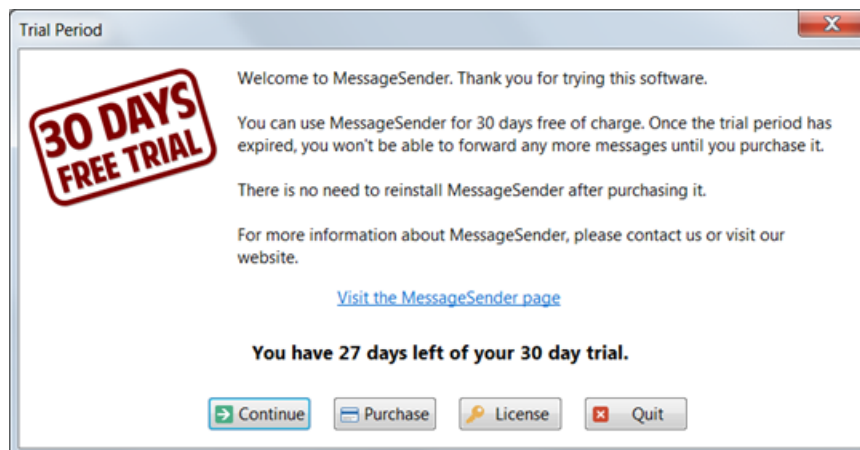 Trial Period
30 DAYS
FREE TRIAL
Welcome to MessageSender. Thank you for trying this software.
You can use MessageSender for 30 days free of charge. Once the trial period has
expired, you won't be able to forward any more messages until you purchase it.
There is no need to reinstall MessageSender after purchasing it.
For more information about MessageSender, please contact us or visit our
website.
Visit the MessageSender page
You have 27 days left of your 30 day trial.
Continue Purchase License Quit